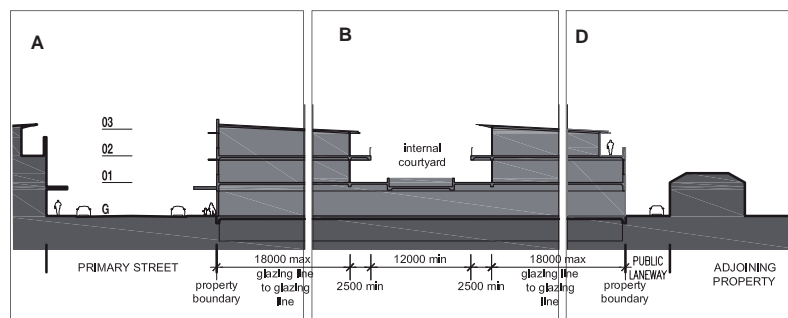 A
B
D
03
02
01
G
internal
courtyard
PRIMARY STREET
property
boundary
18000 max
glazing line
to glazing
line
2500 min
12000 min
2500 min
18000 max
glazing line
to glazing
line
property
boundary
PUBLIC
LANEWAY
ADJOINING
PROPERTY